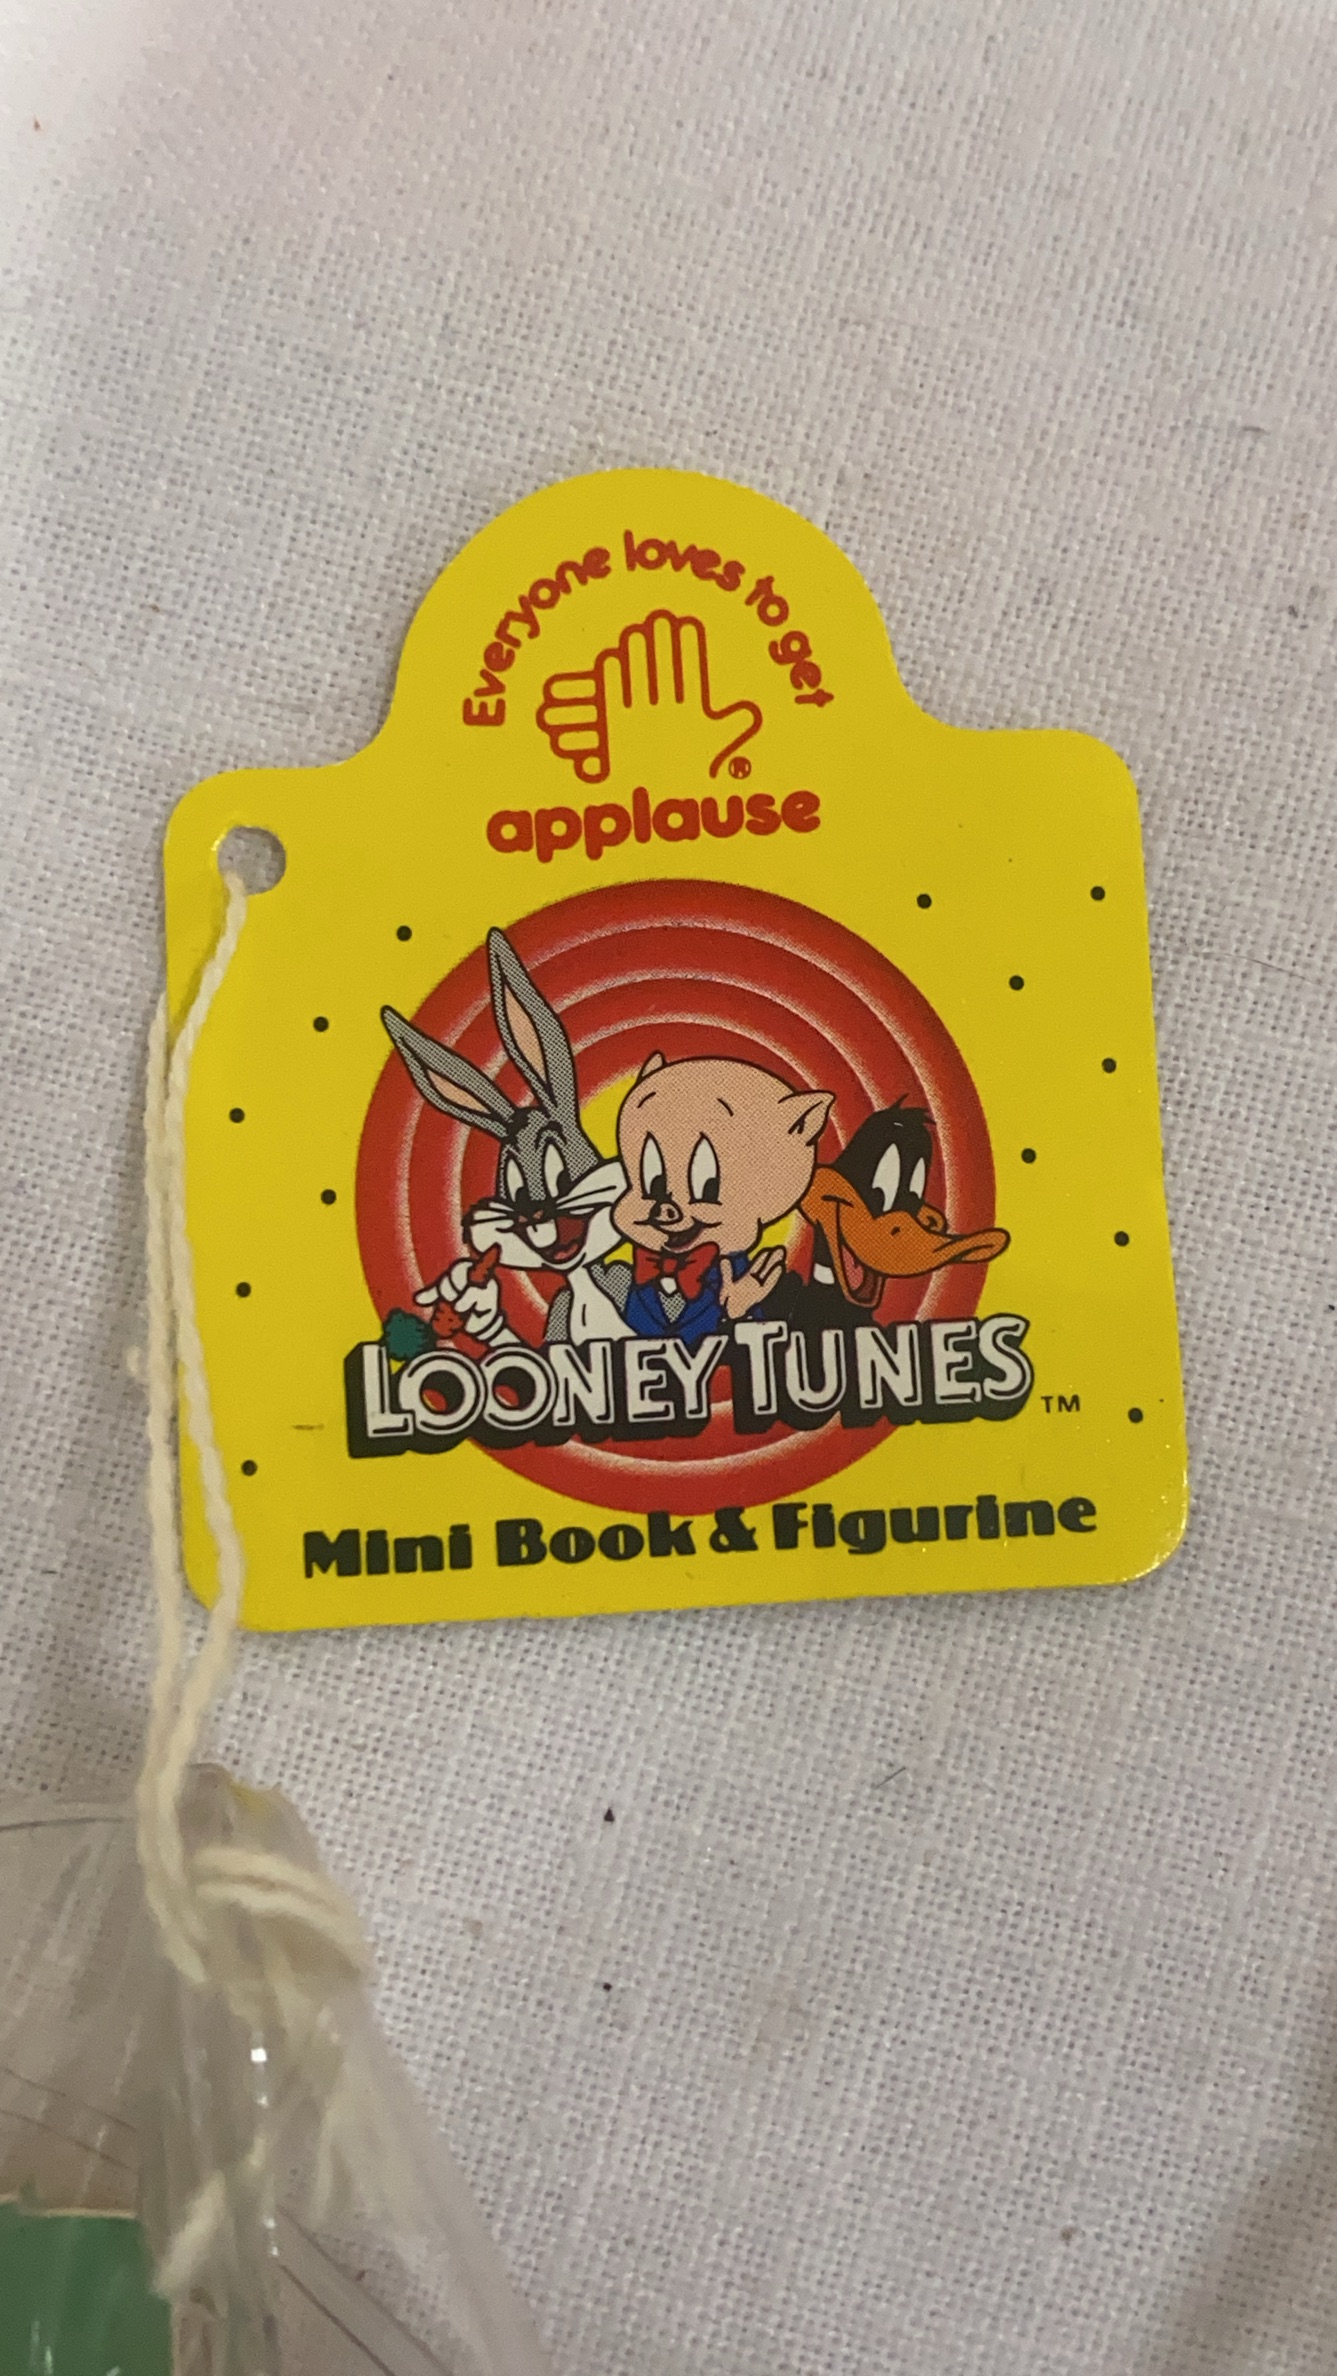 Everyone loves to get
®
applause
LOONEY TUNES ™
Mini Book & Figurine